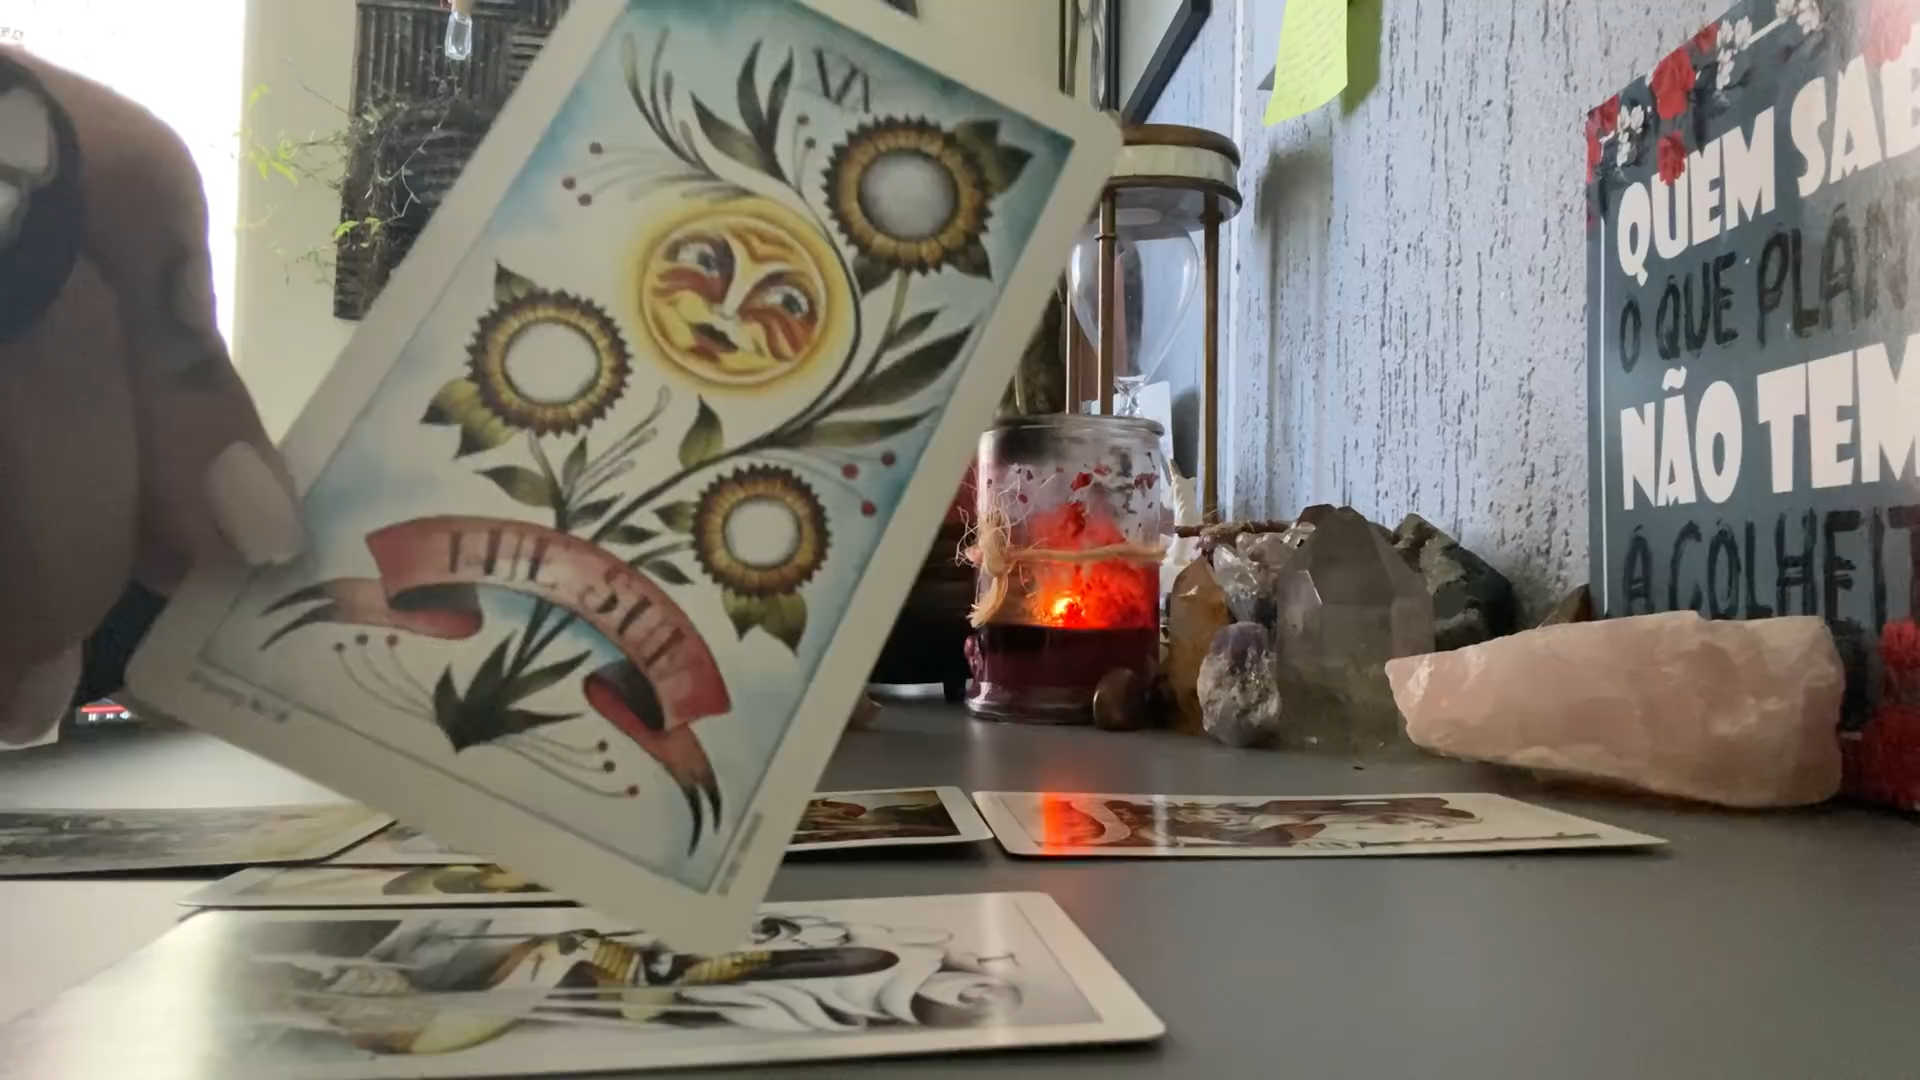 VI
THE SUN
QUEM SAB
O QUE PLAN
NÃO TEM
A COLHEIT
I